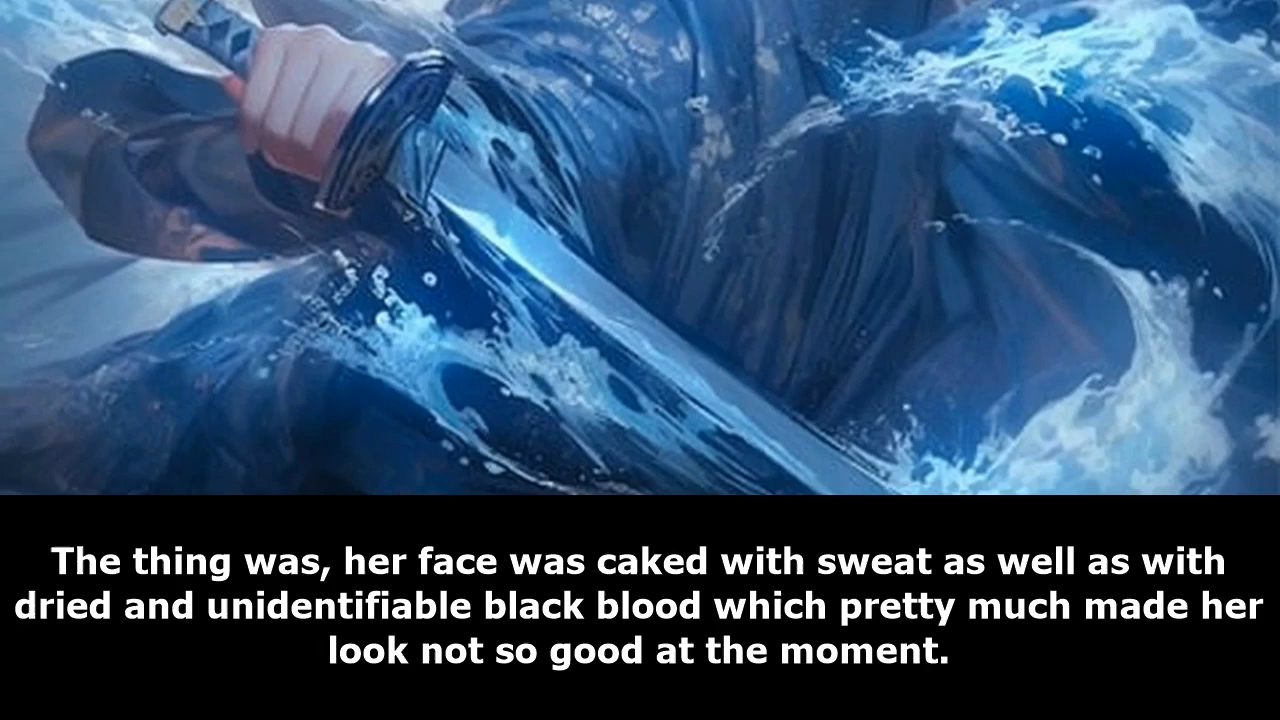 The thing was, her face was caked with sweat as well as with
dried and unidentifiable black blood which pretty much made her
look not so good at the moment.